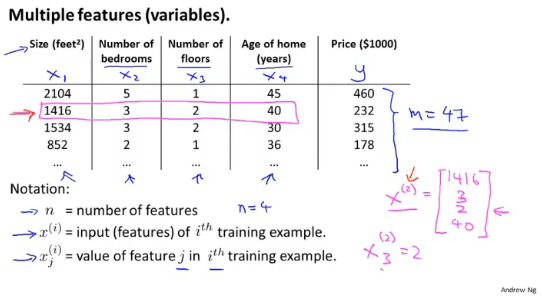 Multiple features (variables).
Size (feet²) Number of bedrooms Number of floors Age of home (years) Price ($1000)
x₁ x₂ x₃ x₄ y
2104 5 1 45 460
1416 3 2 40 232
1534 3 2 30 315
852 2 1 36 178
... ... ... ... ...
m = 47
Notation:
→ n = number of features n=4
→ x⁽ⁱ⁾ = input (features) of iᵗʰ training example.
→ xⱼ⁽ⁱ⁾ = value of feature j in iᵗʰ training example.
x⁽²⁾ = [1416 3 2 40]
x₃⁽²⁾ = 2
Andrew Ng